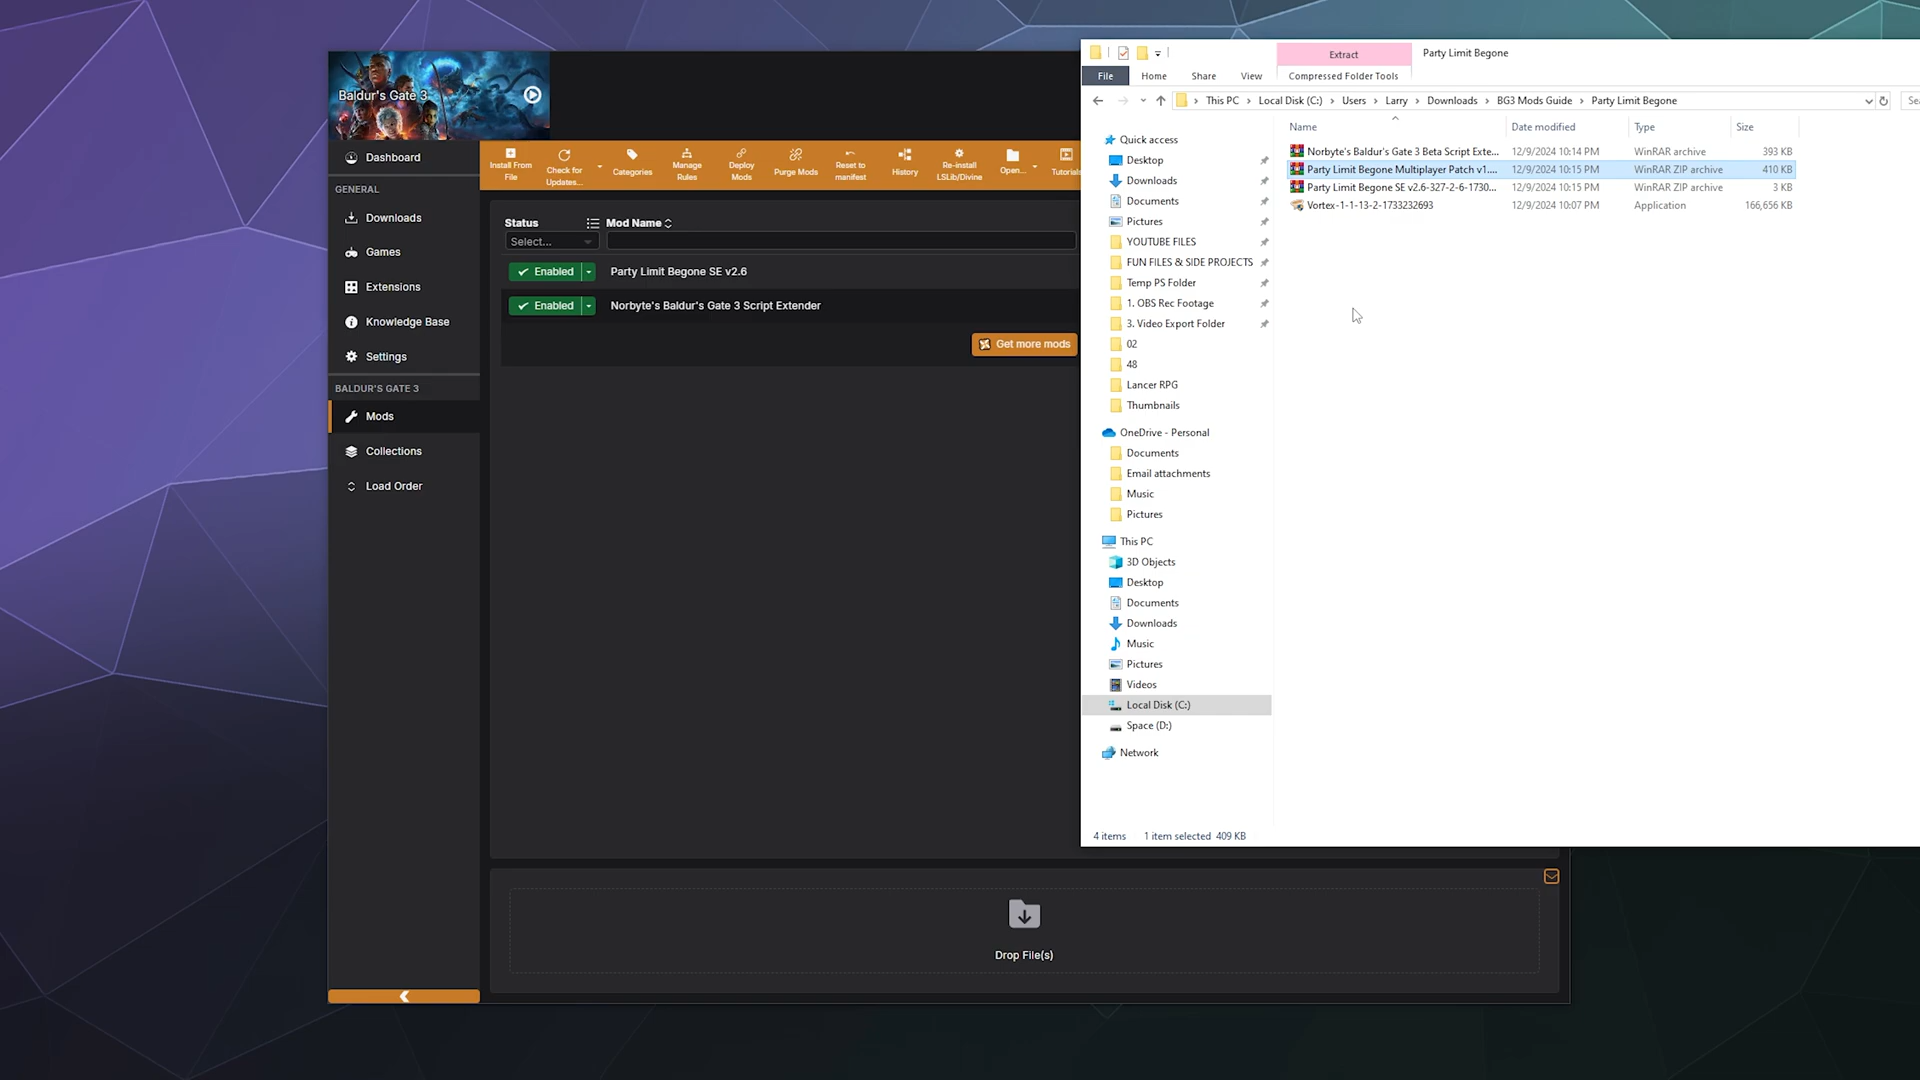 Baldur's Gate 3
Dashboard
GENERAL
Downloads
Games
Extensions
Knowledge Base
Settings
BALDUR'S GATE 3
Mods
Collections
Load Order
Install From File
Check for Updates...
Categories
Manage Rules
Deploy Mods
Purge Mods
Reset to manifest
History
Re-install LSLib/Divine
Open...
Tutorials
Status
Mod Name
Select...
Enabled
Party Limit Begone SE v2.6
Enabled
Norbyte's Baldur's Gate 3 Script Extender
Get more mods
Drop File(s)
Extract
Party Limit Begone
File
Home
Share
View
Compressed Folder Tools
This PC
Local Disk (C:)
Users
Larry
Downloads
BG3 Mods Guide
Party Limit Begone
Sea
Quick access
Desktop
Downloads
Documents
Pictures
YOUTUBE FILES
FUN FILES & SIDE PROJECTS
Temp PS Folder
1. OBS Rec Footage
3. Video Export Folder
02
48
Lancer RPG
Thumbnails
OneDrive - Personal
Documents
Email attachments
Music
Pictures
This PC
3D Objects
Desktop
Documents
Downloads
Music
Pictures
Videos
Local Disk (C:)
Space (D:)
Network
Name
Date modified
Type
Size
Norbyte's Baldur's Gate 3 Beta Script Exte...
12/9/2024 10:14 PM
WinRAR archive
393 KB
Party Limit Begone Multiplayer Patch v1....
12/9/2024 10:15 PM
WinRAR ZIP archive
410 KB
Party Limit Begone SE v2.6-327-2-6-1730...
12/9/2024 10:15 PM
WinRAR ZIP archive
3 KB
Vortex-1-1-13-2-1733232693
12/9/2024 10:07 PM
Application
166,656 KB
4 items
1 item selected 409 KB